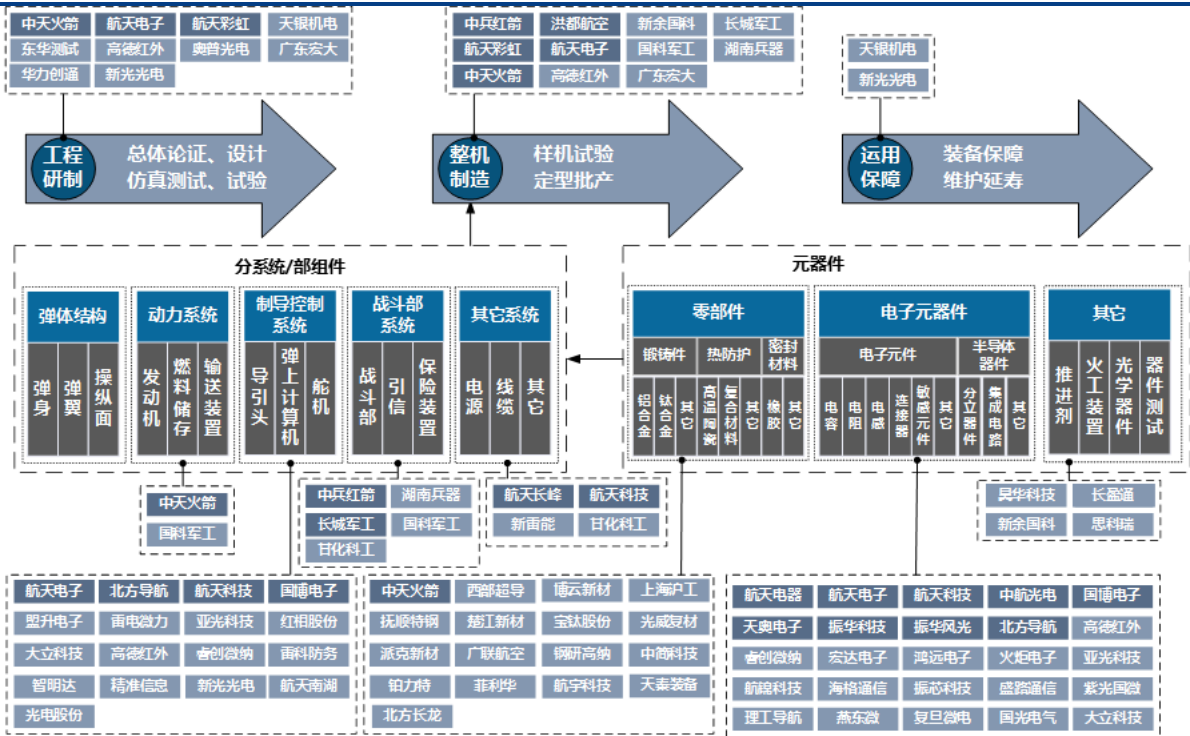 中天火箭 航天电子 航天彩虹 天银机电
东华测试 高德红外 奥普光电 广东宏大
华力创通 新光光电
中兵红箭 洪都航空 新余国科 长城军工
航天彩虹 航天电子 国科军工 湖南兵器
中天火箭 高德红外 广东宏大
天银机电
新光光电
工程研制
总体论证、设计
仿真测试、试验
整机制造
样机试验
定型批产
运用保障
装备保障
维护延寿
分系统/部组件
弹体结构
弹身 弹翼 操纵面
动力系统
发动机 燃料储存 输送装置
制导控制系统
导引头 弹上计算机 舵机
战斗部系统
战斗部 引信 保险装置
其它系统
电源 线缆 其它
元器件
零部件
锻铸件 热防护 密封材料
铝合金 钛合金 其它 高温陶瓷 复合材料 其它 橡胶 其它
电子元器件
电子元件 半导体器件
电容 电阻 电感 连接器 敏感元件 其它 分立器件 集成电路 其它
其它
推进剂 火工装置 光学器件 器件测试
中天火箭
国科军工
中兵红箭 湖南兵器
长城军工 国科军工
甘化科工
航天长峰 航天科技
新雷能 甘化科工
昊华科技 长盈通
新余国科 思科瑞
航天电子 北方导航 航天科技 国博电子
盟升电子 雷电微力 亚光科技 红相股份
大立科技 高德红外 睿创微纳 雷科防务
智明达 精准信息 新光光电 航天南湖
光电股份
中天火箭 西部超导 博云新材 上海沪工
抚顺特钢 楚江新材 宝钛股份 光威复材
派克新材 广联航空 钢研高纳 中简科技
铂力特 菲利华 航宇科技 天秦装备
北方长龙
航天电器 航天电子 航天科技 中航光电 国博电子
天奥电子 振华科技 振华风光 北方导航 高德红外
睿创微纳 宏达电子 鸿远电子 火炬电子 亚光科技
航锦科技 海格通信 振芯科技 盛路通信 紫光国微
理工导航 燕东微 复旦微电 国光电气 大立科技